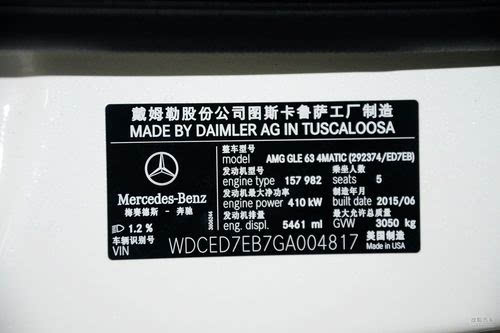 戴姆勒股份公司图斯卡鲁萨工厂制造
MADE BY DAIMLER AG IN TUSCALOOSA
整车型号
model AMG GLE 63 4MATIC (292374/ED7EB)
发动机型号 乘坐人数
engine type 157 982 seats 5
发动机最大净功率 制造年月
engine power 410 kW built date 2015/06
发动机排量 最大允许总质量
eng. displ. 5461 ml GVW 3050 kg
Mercedes-Benz
梅赛德斯 - 奔驰
1.2 %
车辆识别号
VIN WDCED7EB7GA004817
美国制造
Made in USA